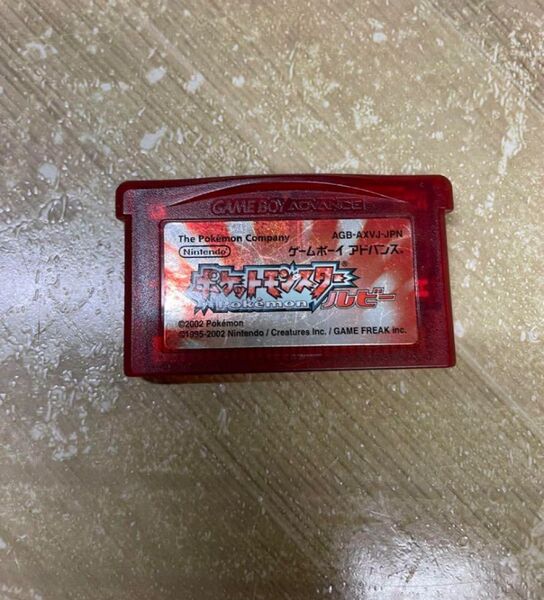 GAME BOY ADVANCE
The Pokémon Company
AGB-AXVJ-JPN
Nintendo
ゲームボーイ アドバンス®
ポケットモンスター®
Pokémon
ルビー
©2002 Pokémon
©1995-2002 Nintendo / Creatures Inc. / GAME FREAK inc.